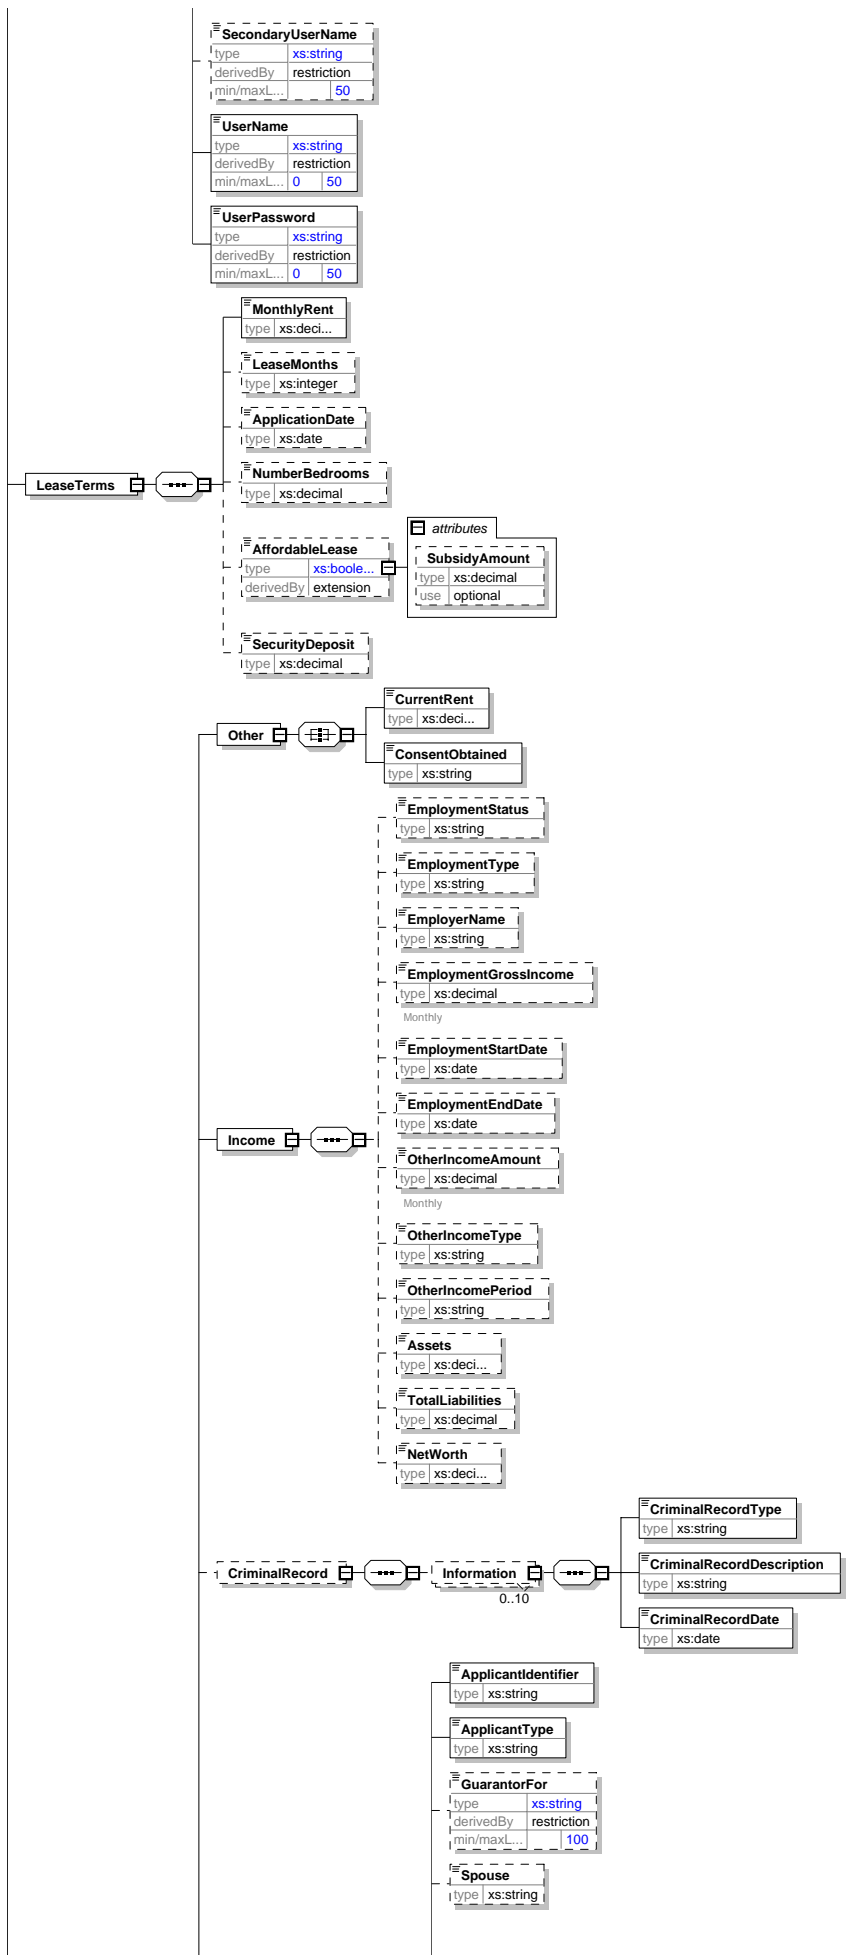 SecondaryUserName
type xs:string
derivedBy restriction
min/maxL... 50
UserName
type xs:string
derivedBy restriction
min/maxL... 0 50
UserPassword
type xs:string
derivedBy restriction
min/maxL... 0 50
MonthlyRent
type xs:deci...
LeaseMonths
type xs:integer
ApplicationDate
type xs:date
LeaseTerms
NumberBedrooms
type xs:decimal
AffordableLease
type xs:boole...
derivedBy extension
attributes
SubsidyAmount
type xs:decimal
use optional
SecurityDeposit
type xs:decimal
Other
CurrentRent
type xs:deci...
ConsentObtained
type xs:string
EmploymentStatus
type xs:string
EmploymentType
type xs:string
EmployerName
type xs:string
EmploymentGrossIncome
type xs:decimal
Monthly
EmploymentStartDate
type xs:date
EmploymentEndDate
type xs:date
Income
OtherIncomeAmount
type xs:decimal
Monthly
OtherIncomeType
type xs:string
OtherIncomePeriod
type xs:string
Assets
type xs:deci...
TotalLiabilities
type xs:decimal
NetWorth
type xs:deci...
CriminalRecord
Information
0..10
CriminalRecordType
type xs:string
CriminalRecordDescription
type xs:string
CriminalRecordDate
type xs:date
ApplicantIdentifier
type xs:string
ApplicantType
type xs:string
GuarantorFor
type xs:string
derivedBy restriction
min/maxL... 100
Spouse
type xs:string